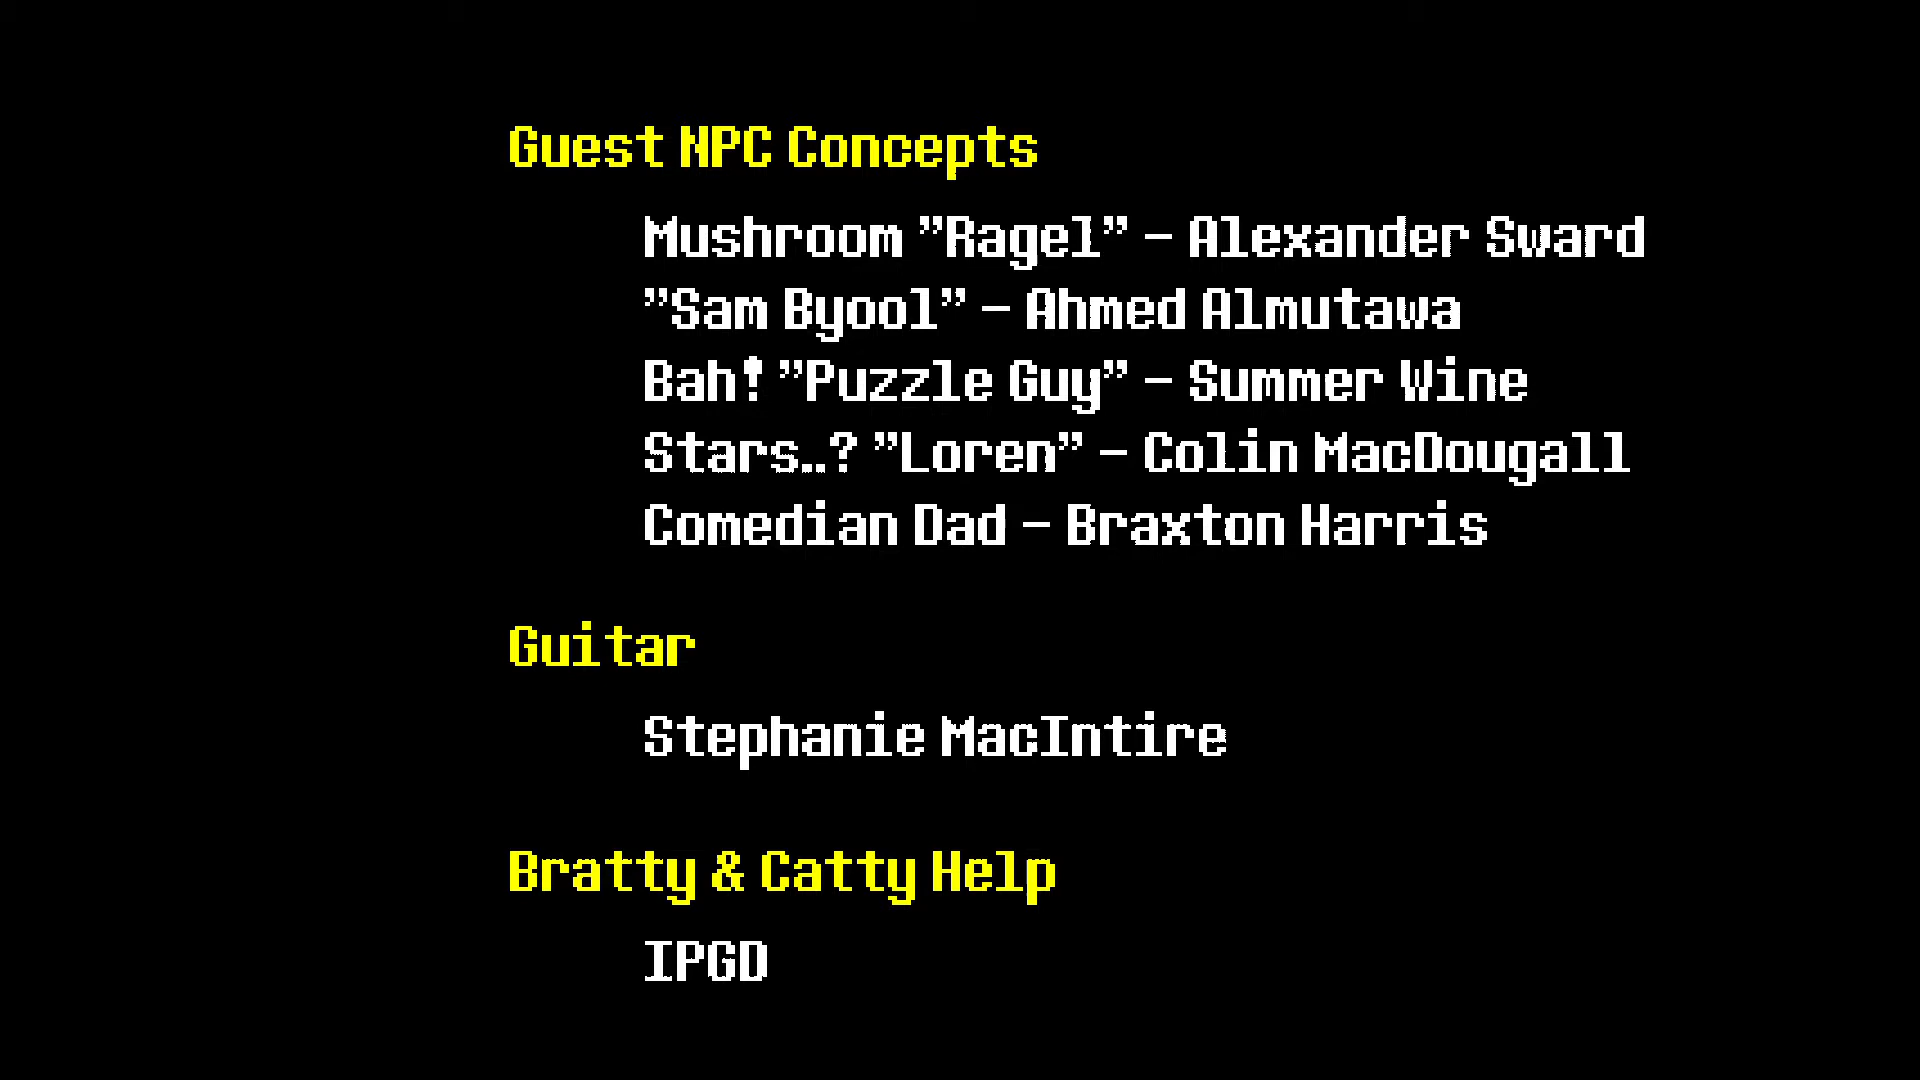 Guest NPC Concepts
Mushroom "Ragel" - Alexander Sward
"Sam Byool" - Ahmed Almutawa
Bah! "Puzzle Guy" - Summer Wine
Stars..? "Loren" - Colin MacDougall
Comedian Dad - Braxton Harris
Guitar
Stephanie MacIntire
Bratty & Catty Help
IPGD